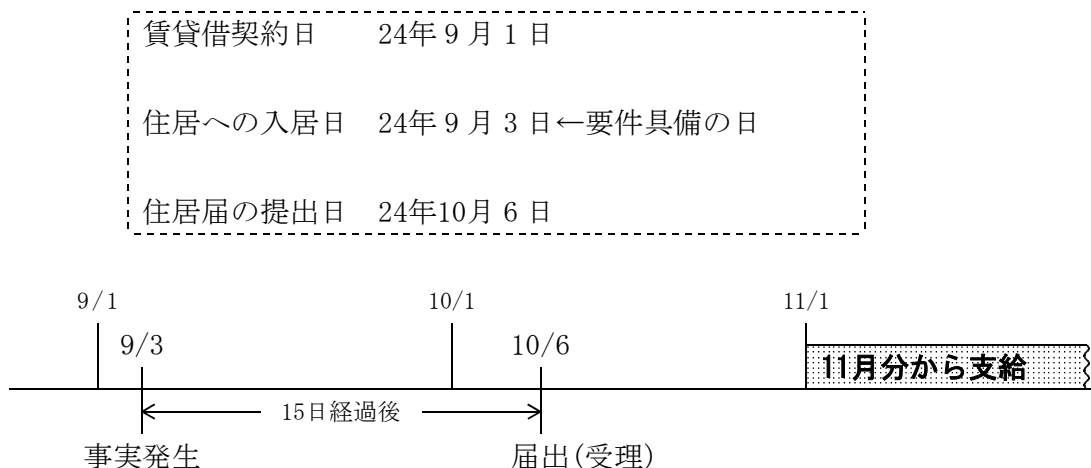 賃貸借契約日　　24年９月１日
住居への入居日　24年９月３日←要件具備の日
住居届の提出日　24年10月６日
9/1　10/1　11/1
9/3　10/6
11月分から支給
15日経過後
事実発生　届出(受理)